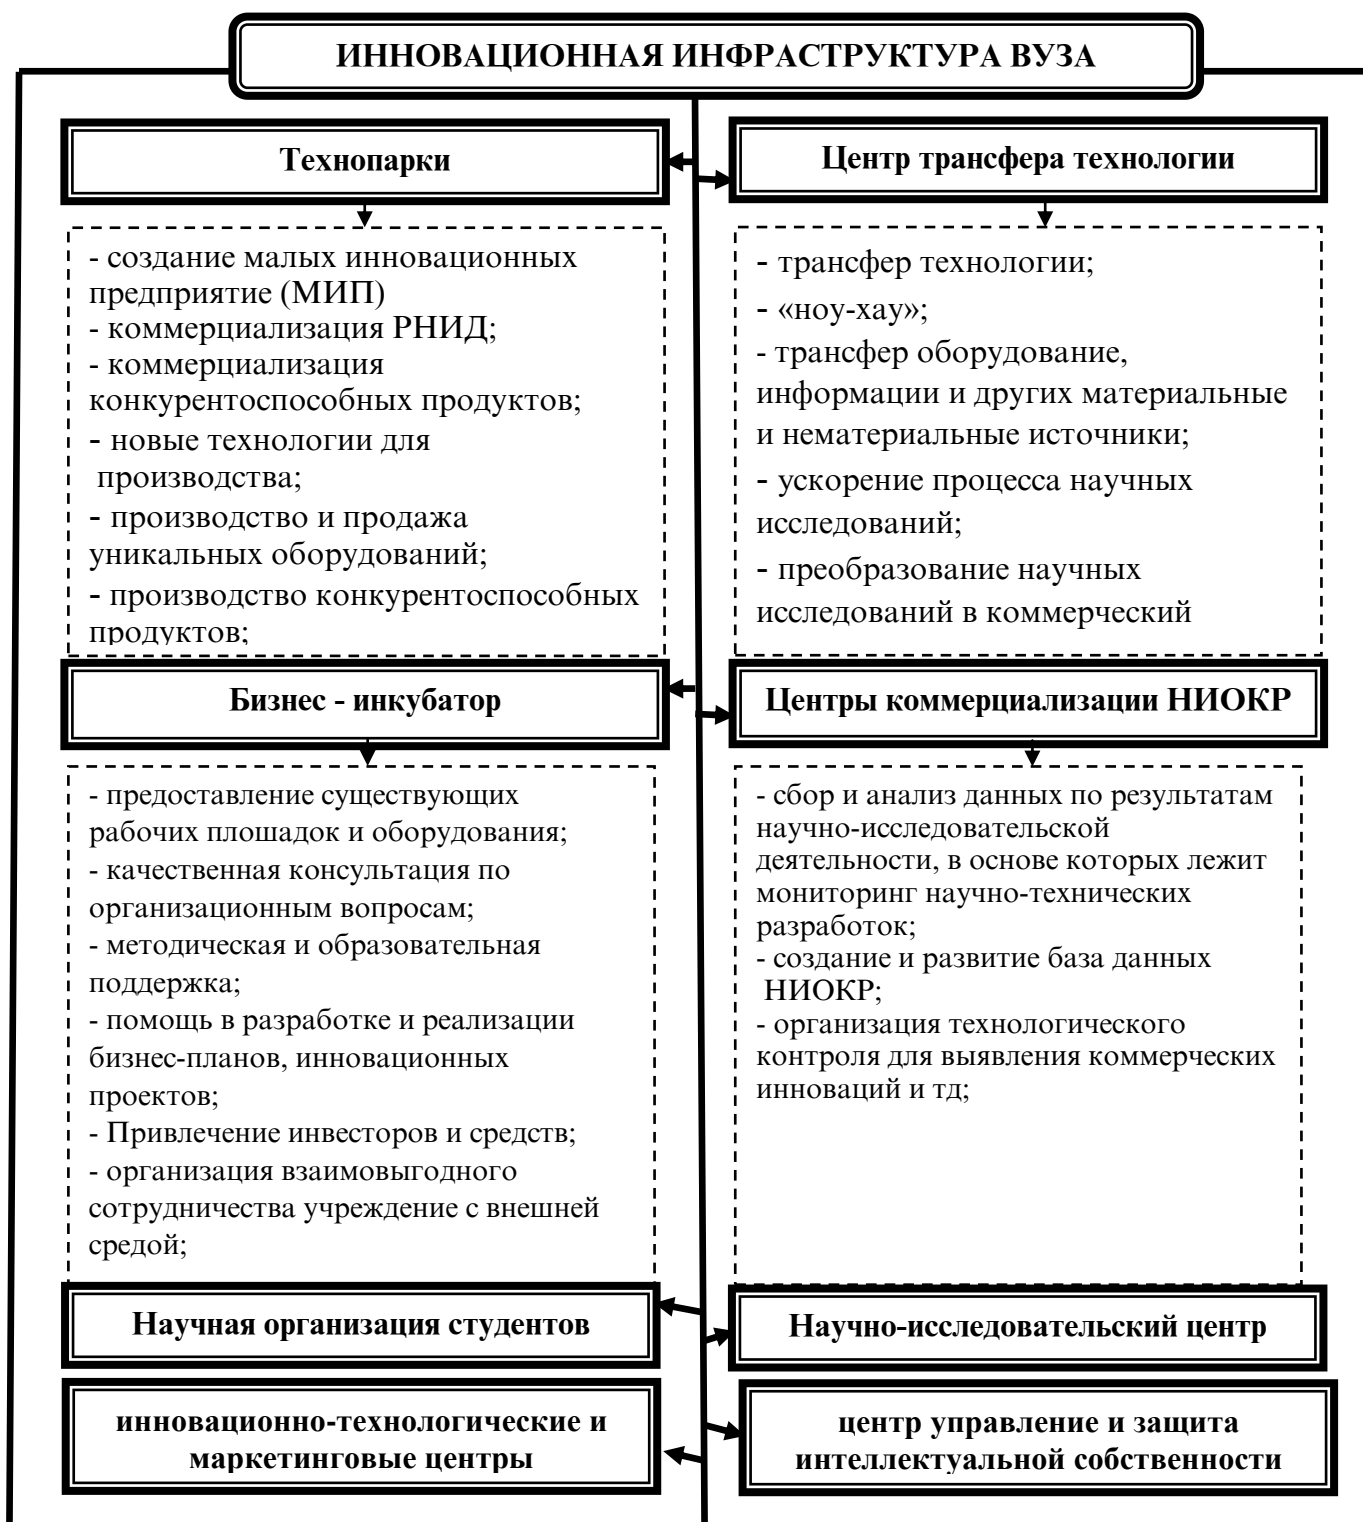 ИННОВАЦИОННАЯ ИНФРАСТРУКТУРА ВУЗА
Технопарки
- создание малых инновационных
предприятие (МИП)
- коммерциализация РНИД;
- коммерциализация
конкурентоспособных продуктов;
- новые технологии для
производства;
- производство и продажа
уникальных оборудований;
- производство конкурентоспособных
продуктов;
Центр трансфера технологии
- трансфер технологии;
- «ноу-хау»;
- трансфер оборудование,
информации и других материальные
и нематериальные источники;
- ускорение процесса научных
исследований;
- преобразование научных
исследований в коммерческий
Бизнес - инкубатор
- предоставление существующих
рабочих плошадок и оборудования;
- качественная консультация по
организационным вопросам;
- методическая и образовательная
поддержка;
- помощь в разработке и реализации
бизнес-планов, инновационных
проектов;
- Привлечение инвесторов и средств;
- организация взаимовыгодного
сотрудничества учреждение с внешней
средой;
Центры коммерциализации НИОКР
- сбор и анализ данных по результатам
научно-исследовательской
деятельности, в основе которых лежит
мониторинг научно-технических
разработок;
- создание и развитие база данных
НИОКР;
- организация технологического
контроля для выявления коммерческих
инноваций и тд;
Научная организация студентов
Научно-исследовательский центр
инновационно-технологические и
маркетинговые центры
центр управление и защита
интеллектуальной собственности